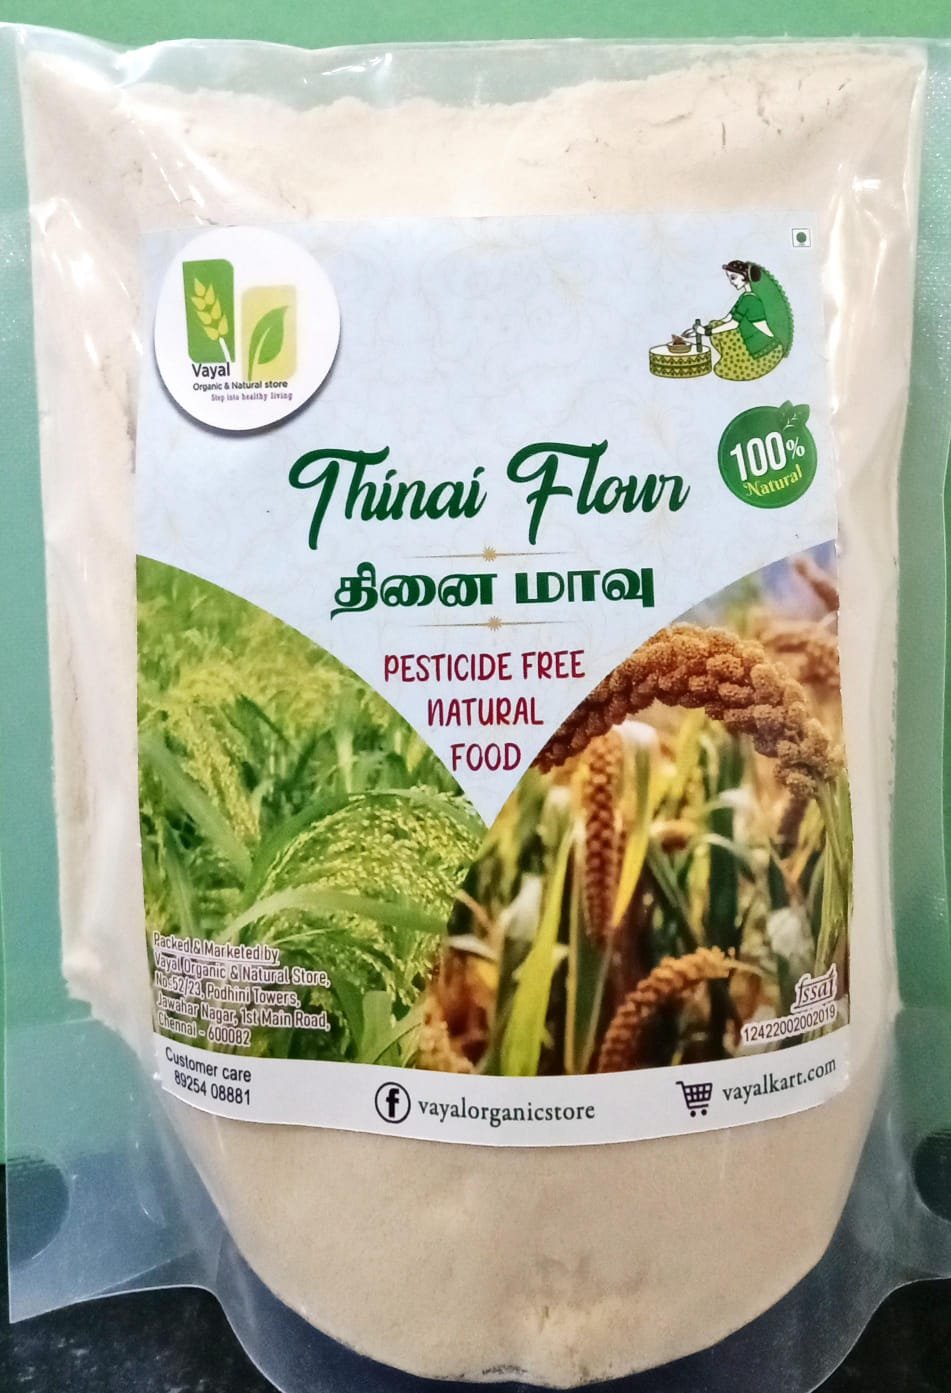 Vayal
Organic & Natural store
Step into healthy living
100%
Natural
Thinai Flour
தினை மாவு
PESTICIDE FREE
NATURAL
FOOD
Packed & Marketed by
Vayal Organic & Natural Store,
No:-52/23, Podhini Towers,
Jawahar Nagar, 1st Main Road,
Chennai - 600082
fssai
12422002002019
Customer care
89254 08881
vayalorganicstore
vayalkart.com